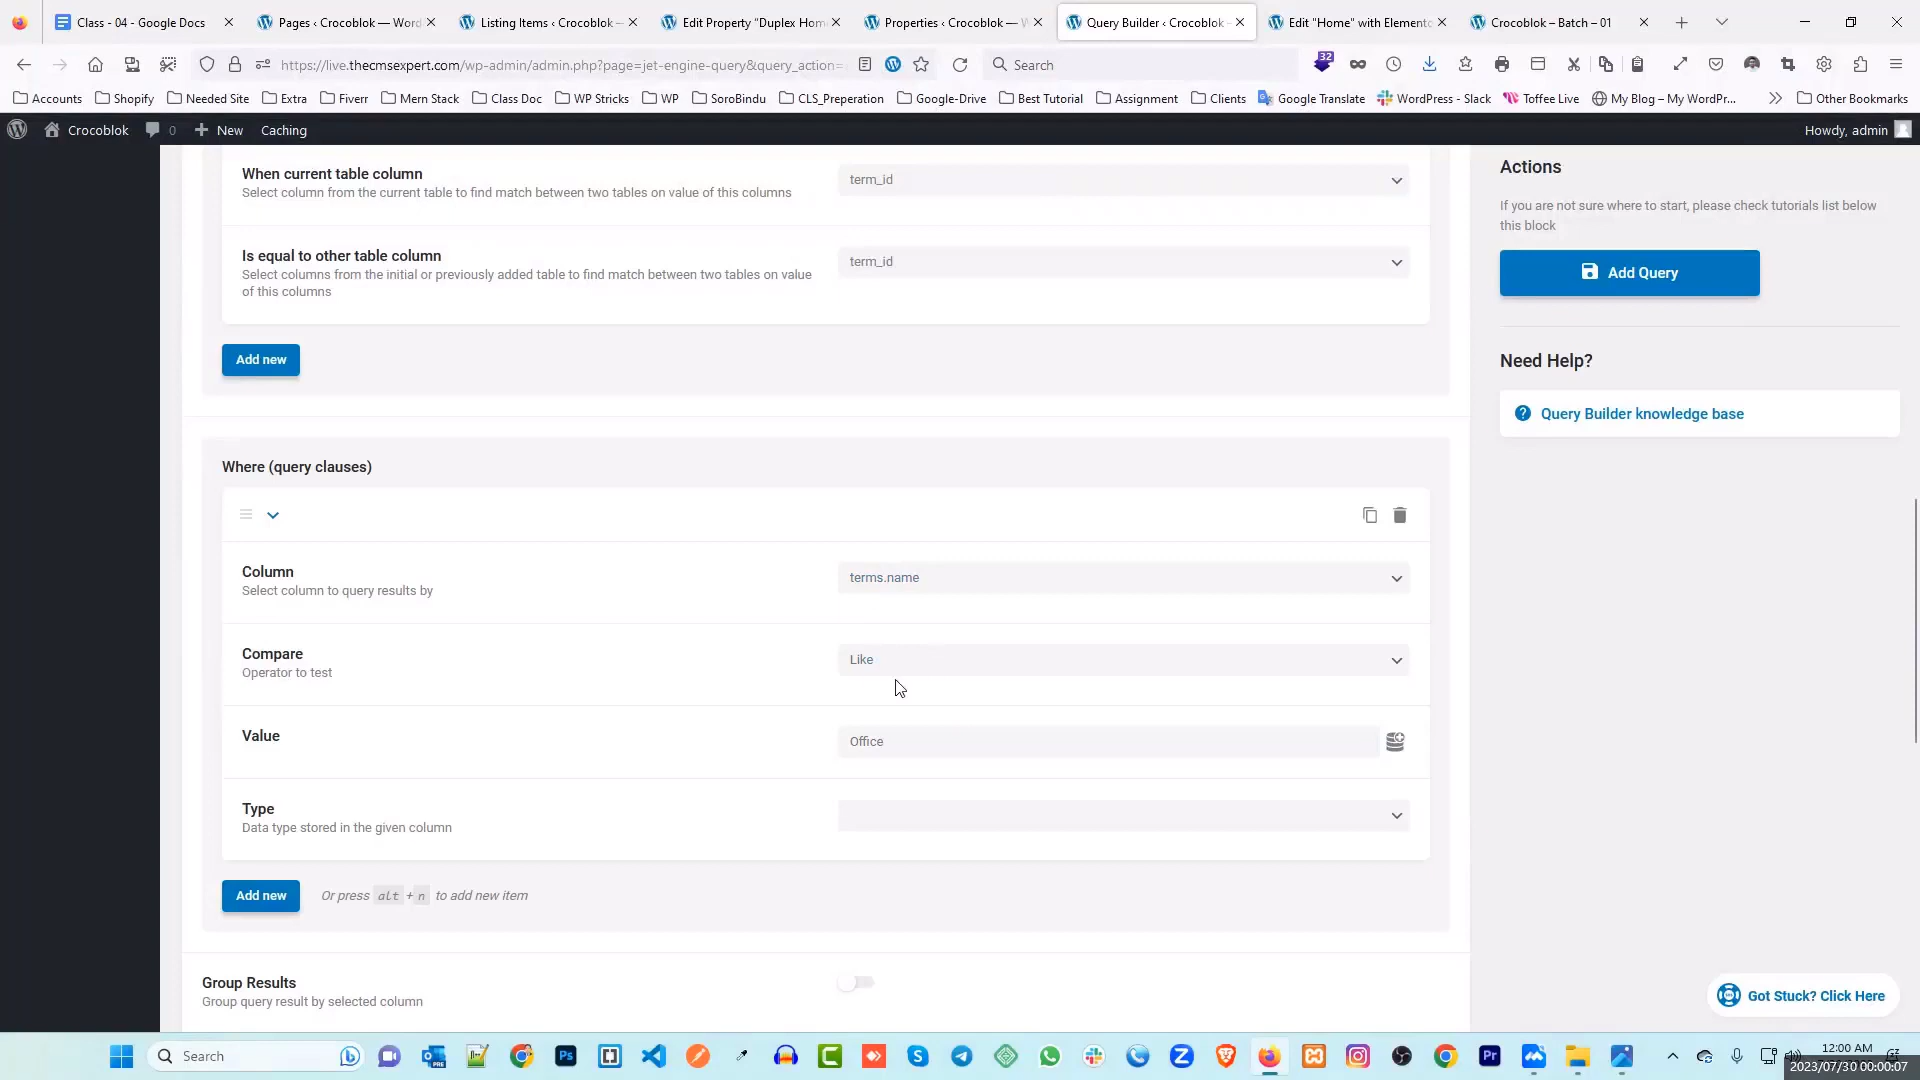 Class - 04 - Google Docs
Pages ‹ Crocoblok — Word
Listing Items ‹ Crocoblok —
Edit Property "Duplex Hom
Properties ‹ Crocoblok — W
Query Builder ‹ Crocoblok
Edit "Home" with Elemento
Crocoblok – Batch – 01
https://live.thecmsexpert.com/wp-admin/admin.php?page=jet-engine-query&query_action=
Search
32
Accounts
Shopify
Needed Site
Extra
Fiverr
Mern Stack
Class Doc
WP Stricks
WP
SoroBindu
CLS_Preperation
Google-Drive
Best Tutorial
Assignment
Clients
Google Translate
WordPress - Slack
Toffee Live
My Blog – My WordPr...
Other Bookmarks
Crocoblok
0
New
Caching
Howdy, admin
When current table column
Select column from the current table to find match between two tables on value of this columns
term_id
Is equal to other table column
Select columns from the initial or previously added table to find match between two tables on value
of this columns
term_id
Add new
Where (query clauses)
Column
Select column to query results by
terms.name
Compare
Operator to test
Like
Value
Office
Type
Data type stored in the given column
Add new
Or press alt + n to add new item
Group Results
Group query result by selected column
Actions
If you are not sure where to start, please check tutorials list below
this block
Add Query
Need Help?
Query Builder knowledge base
Got Stuck? Click Here
Search
12:00 AM
2023/07/30 00:00:07